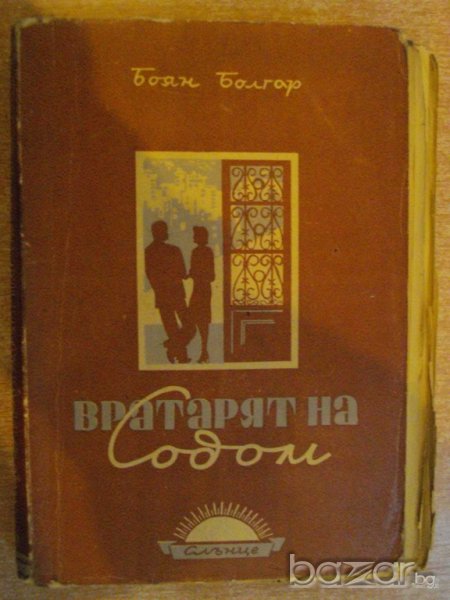 Боян Болгар
ВРАТАРЯТ НА
Содом
Слънце
bazar.bg